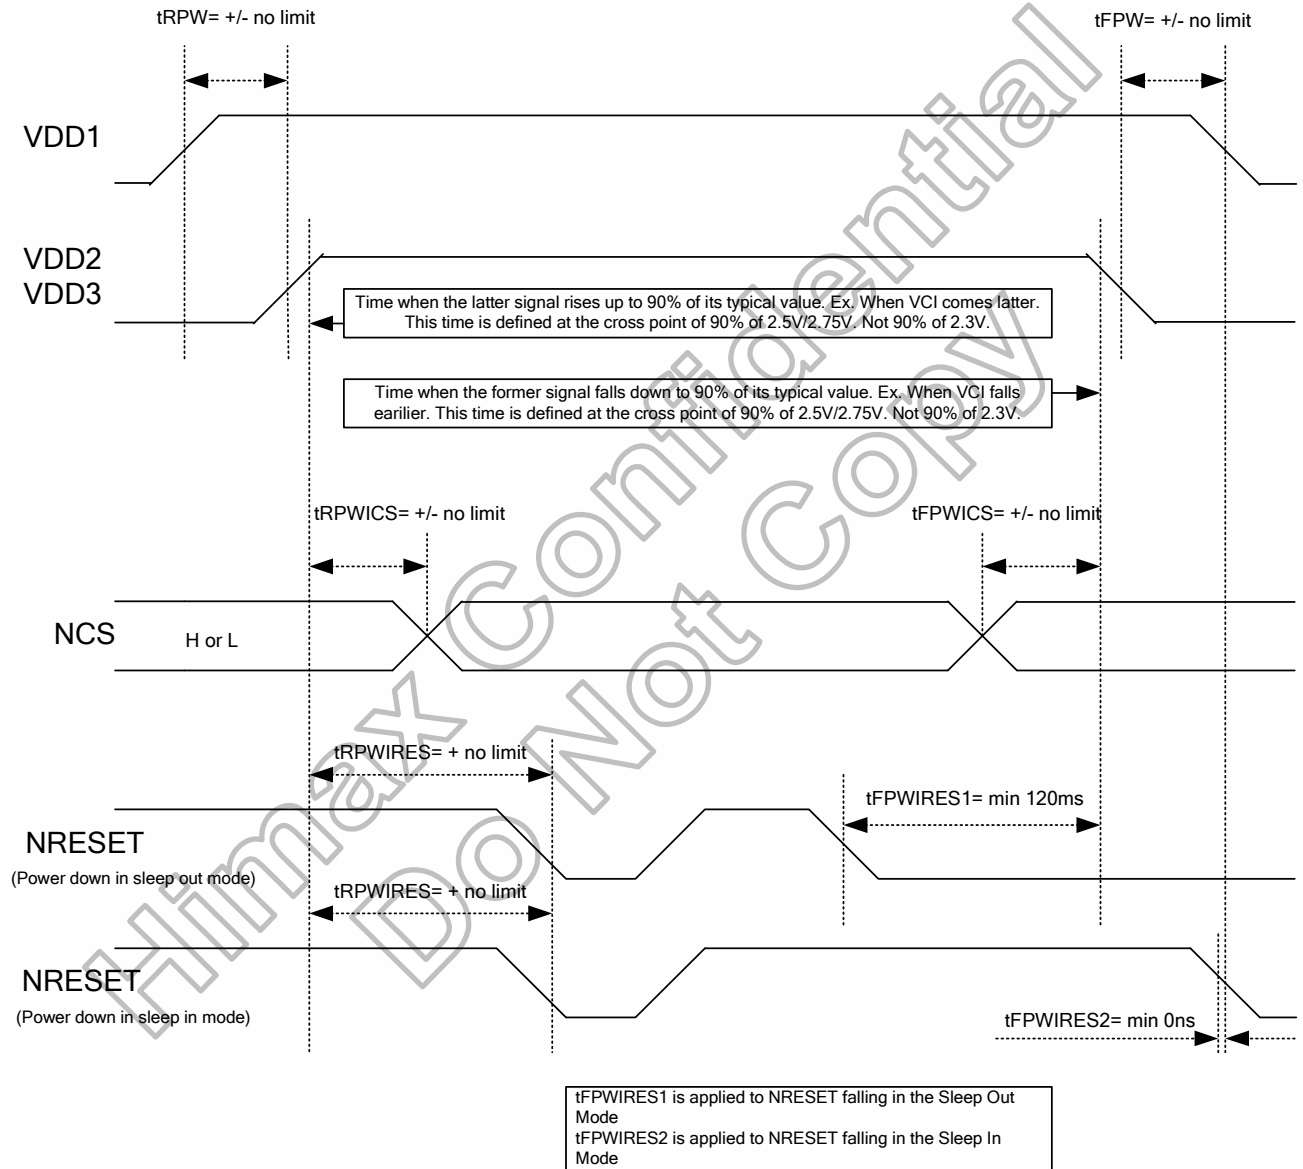 tRPW= +/- no limit
tFPW= +/- no limit
VDD1
VDD2
VDD3
Time when the latter signal rises up to 90% of its typical value. Ex. When VCI comes latter.
This time is defined at the cross point of 90% of 2.5V/2.75V. Not 90% of 2.3V.
Time when the former signal falls down to 90% of its typical value. Ex. When VCI falls
earilier. This time is defined at the cross point of 90% of 2.5V/2.75V. Not 90% of 2.3V.
tRPWICS= +/- no limit
tFPWICS= +/- no limit
NCS
H or L
tRPWIRES= + no limit
tFPWIRES1= min 120ms
NRESET
(Power down in sleep out mode)
tRPWIRES= + no limit
NRESET
(Power down in sleep in mode)
tFPWIRES2= min 0ns
tFPWIRES1 is applied to NRESET falling in the Sleep Out
Mode
tFPWIRES2 is applied to NRESET falling in the Sleep In
Mode
Himax Confidential
Do Not Copy